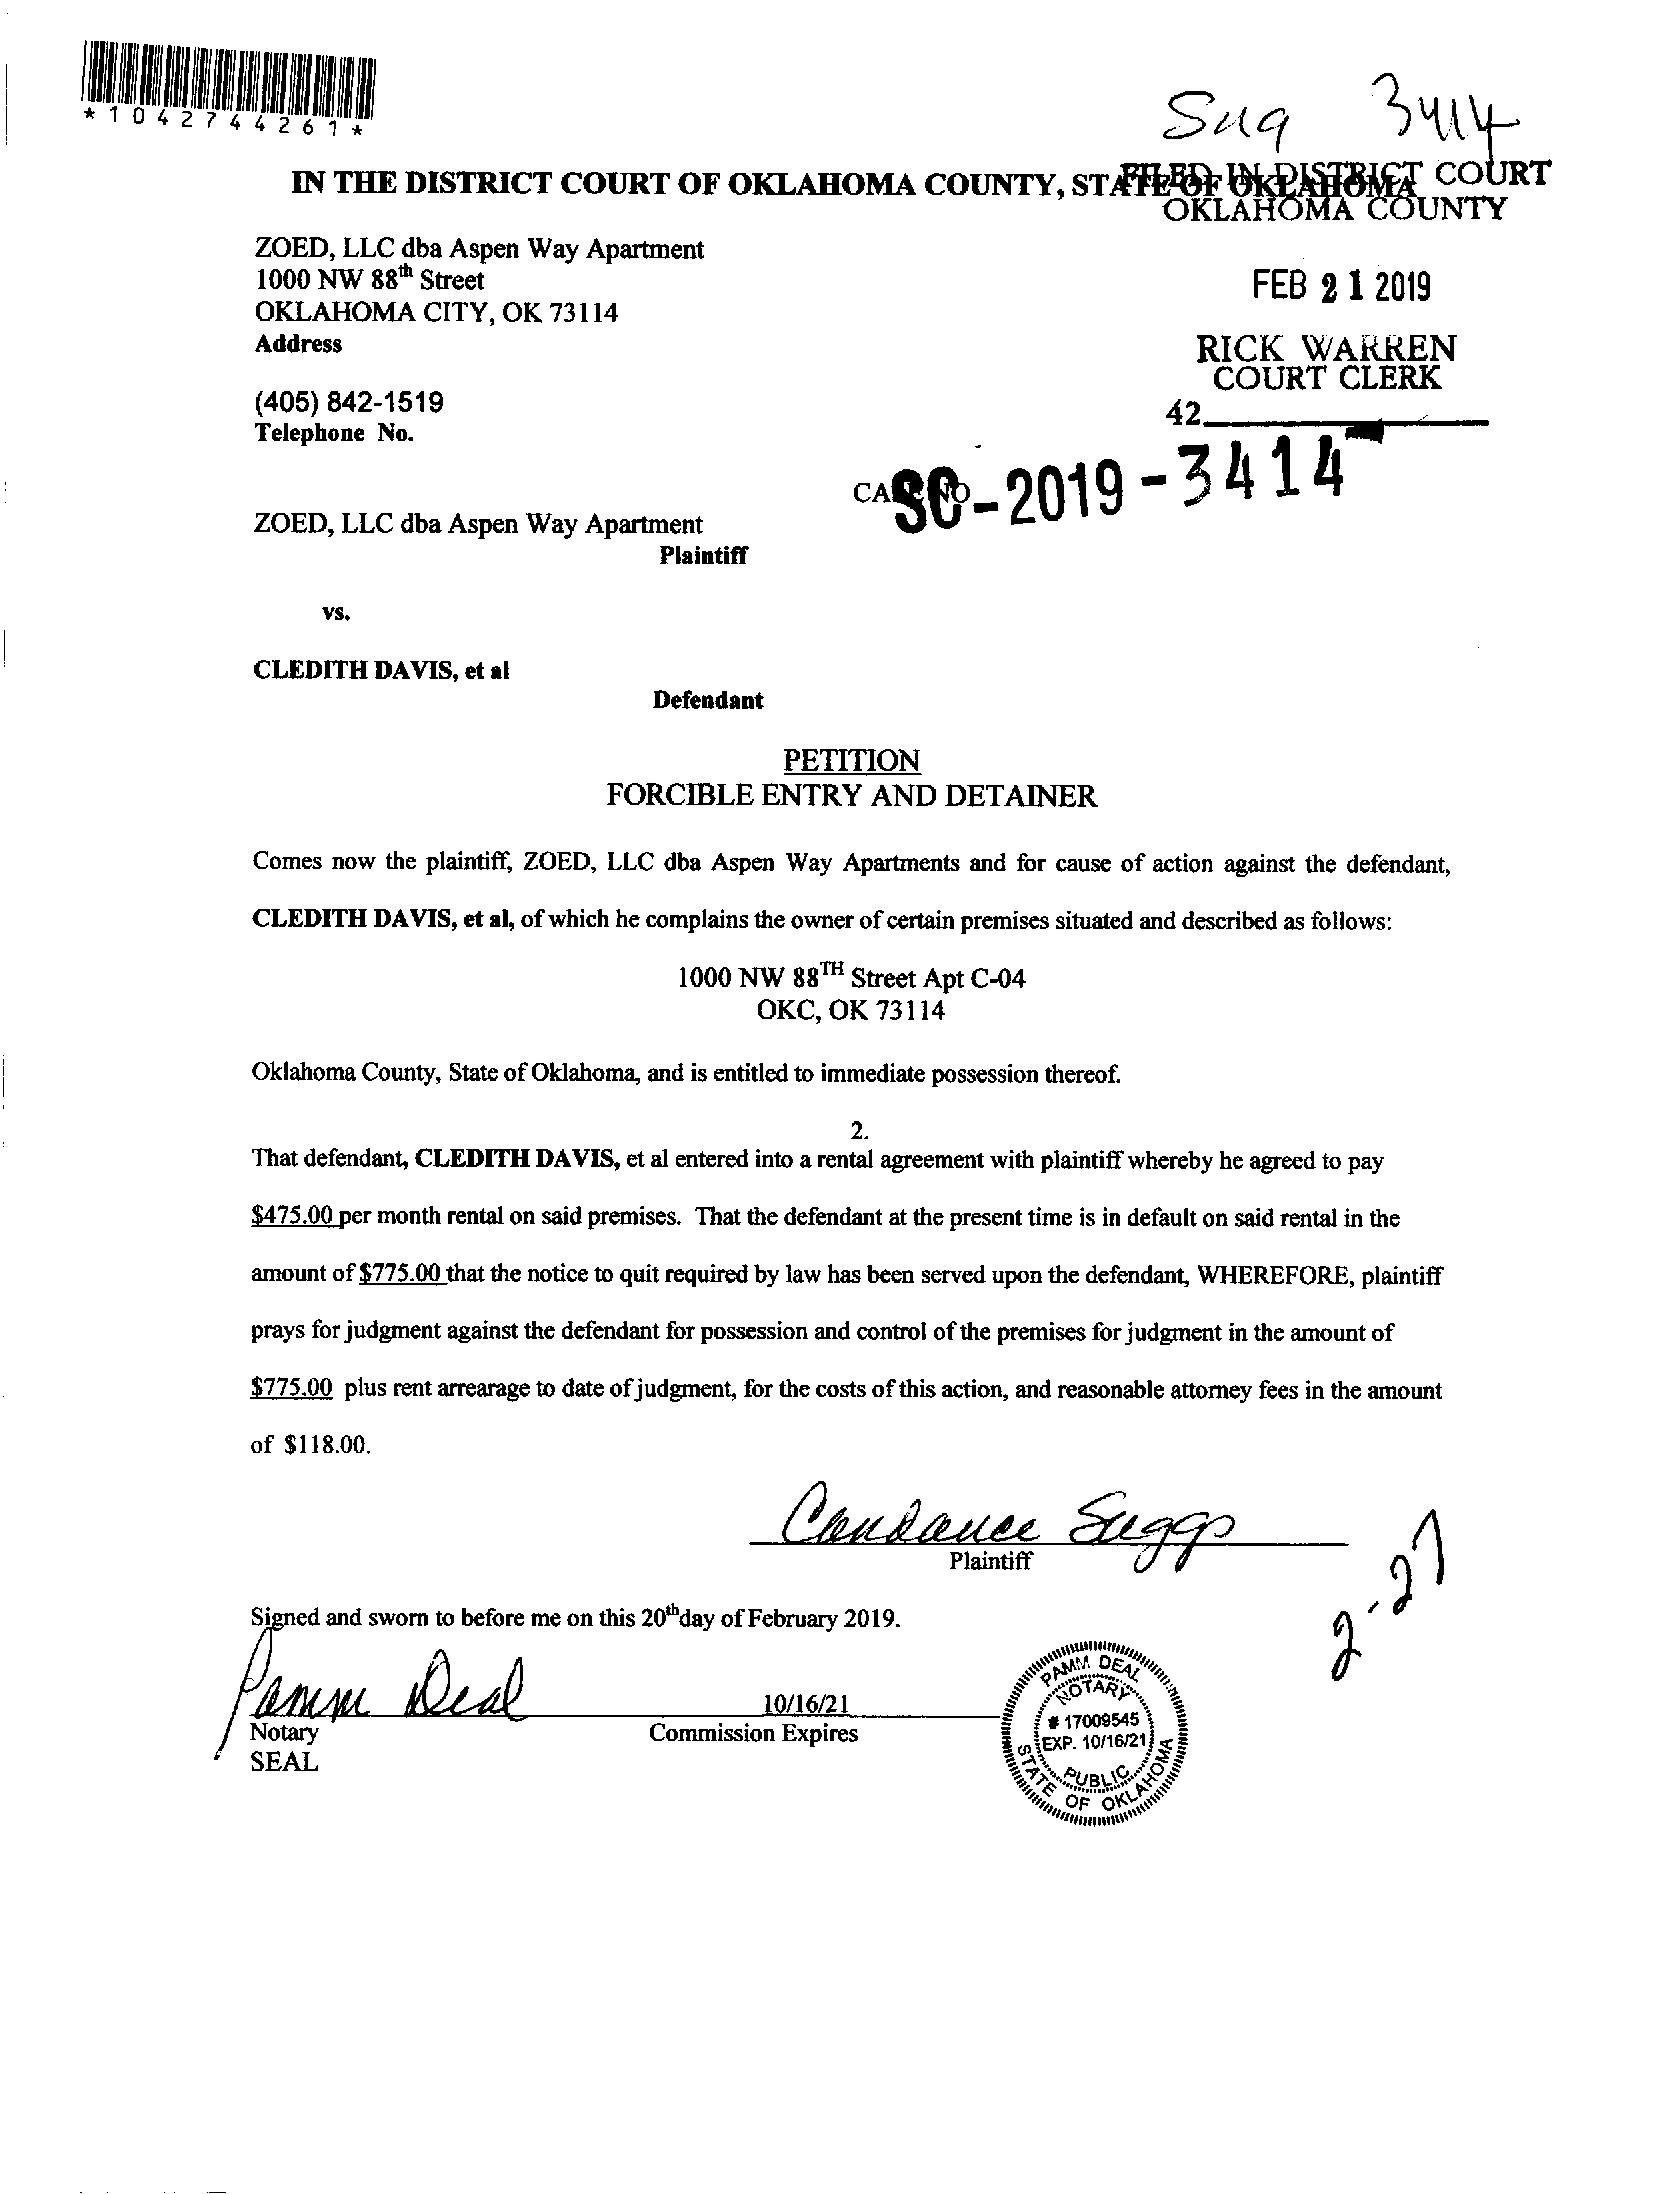 *1042744261*
Sug 3414
IN THE DISTRICT COURT OF OKLAHOMA COUNTY, STATE OF OKLAHOMA
FILED IN DISTRICT COURT
OKLAHOMA COUNTY
ZOED, LLC dba Aspen Way Apartment
1000 NW 88th Street
OKLAHOMA CITY, OK 73114
Address
FEB 21 2019
RICK WARREN
COURT CLERK
42
(405) 842-1519
Telephone No.
CASE NO
SC-2019-3414
ZOED, LLC dba Aspen Way Apartment
Plaintiff
vs.
CLEDITH DAVIS, et al
Defendant
PETITION
FORCIBLE ENTRY AND DETAINER
Comes now the plaintiff, ZOED, LLC dba Aspen Way Apartments and for cause of action against the defendant,
CLEDITH DAVIS, et al, of which he complains the owner of certain premises situated and described as follows:
1000 NW 88TH Street Apt C-04
OKC, OK 73114
Oklahoma County, State of Oklahoma, and is entitled to immediate possession thereof.
2.
That defendant, CLEDITH DAVIS, et al entered into a rental agreement with plaintiff whereby he agreed to pay
$475.00 per month rental on said premises. That the defendant at the present time is in default on said rental in the
amount of $775.00 that the notice to quit required by law has been served upon the defendant, WHEREFORE, plaintiff
prays for judgment against the defendant for possession and control of the premises for judgment in the amount of
$775.00 plus rent arrearage to date of judgment, for the costs of this action, and reasonable attorney fees in the amount
of $118.00.
Candance Suggs
Plaintiff
2-27
Signed and sworn to before me on this 20th day of February 2019.
Pamm Deal
10/16/21
Notary
Commission Expires
SEAL
PAMM DEAL
NOTARY
# 17009545
EXP. 10/16/21
PUBLIC
STATE OF OKLAHOMA